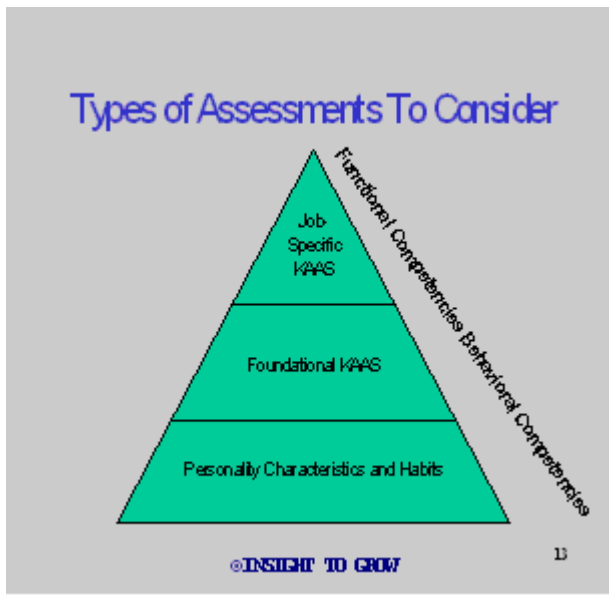 Types of Assessments To Consider
Functional Competencies Behavioral Competencies
Job
Specific
KAAS
Foundational KAAS
Personality Characteristics and Habits
©INSIGHT TO GROW
13